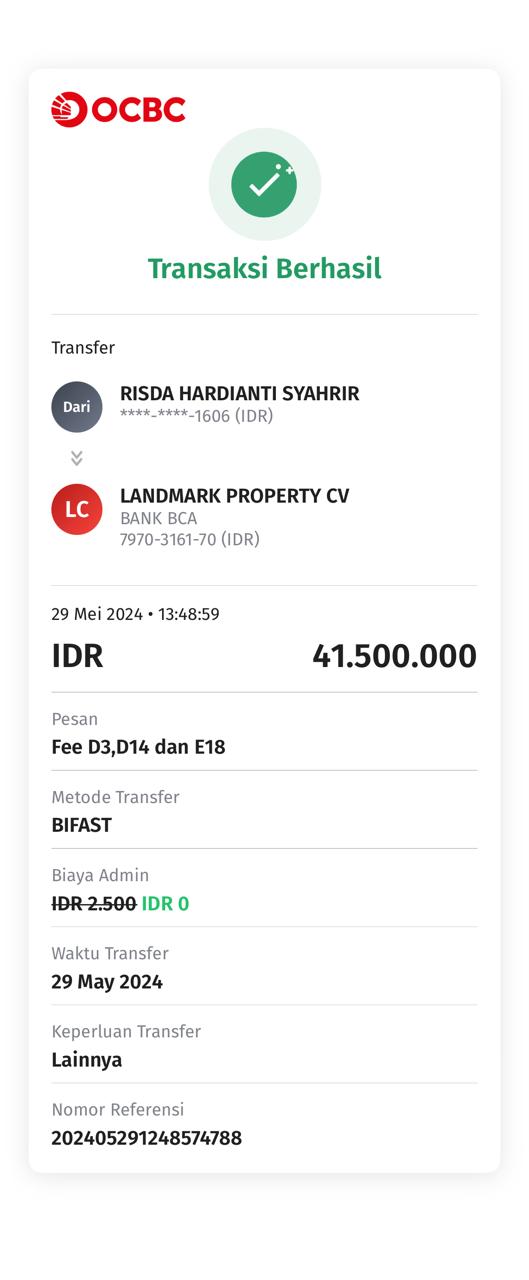 OCBC
Transaksi Berhasil
Transfer
Dari
RISDA HARDIANTI SYAHRIR
****-****-1606 (IDR)
LC
LANDMARK PROPERTY CV
BANK BCA
7970-3161-70 (IDR)
29 Mei 2024 • 13:48:59
IDR 41.500.000
Pesan
Fee D3,D14 dan E18
Metode Transfer
BIFAST
Biaya Admin
IDR 2.500 IDR 0
Waktu Transfer
29 May 2024
Keperluan Transfer
Lainnya
Nomor Referensi
202405291248574788